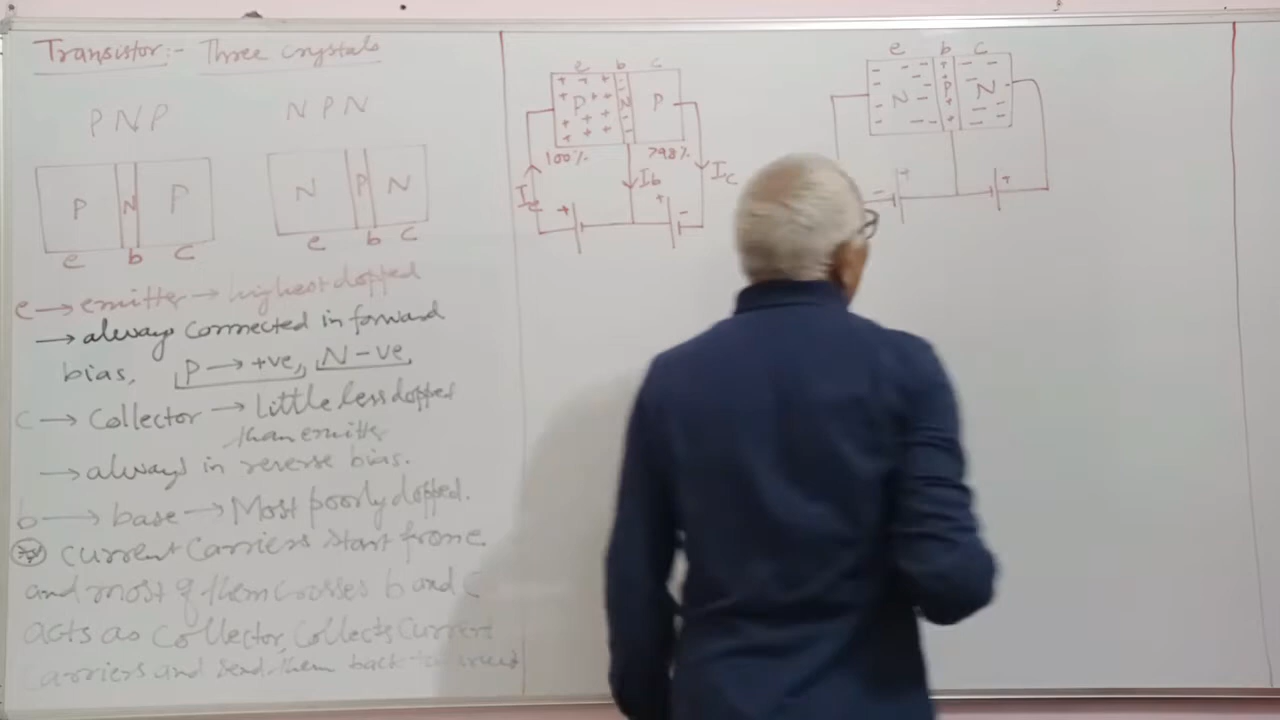 Transistor:- Three crystals
PNP NPN
P N P
N P N
e b c
e b c
e → emitter → highest dopped
→ always connected in forward
bias, P → +ve, N -ve
C → Collector → Little less dopped
than emitter
→ always in reverse bias.
b → base → Most poorly dopped.
current carriers start from e
and most of them crosses b and C
acts as collector, collects current
carriers and send them back to
e b c
P N P
100% 798%
Ie Ib Ic
+ + -
e b c
N P N
- + +